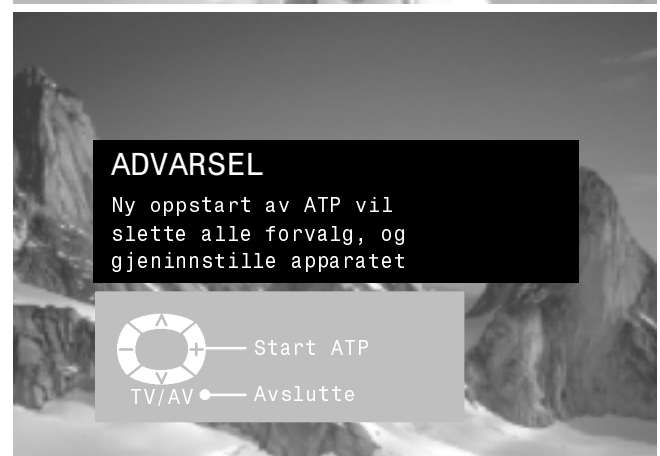 ADVARSEL
Ny oppstart av ATP vil
slette alle forvalg, og
gjeninnstille apparatet
Start ATP
TV/AV Avslutte